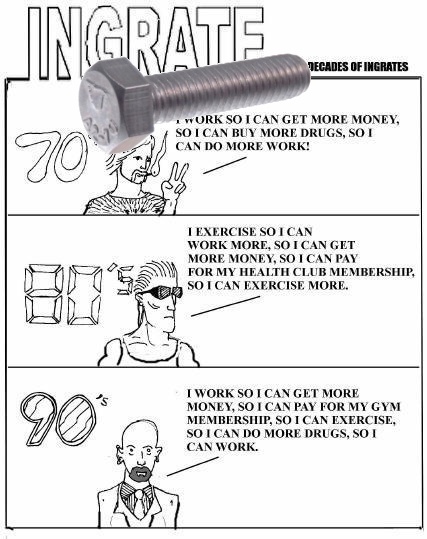 INGRATE
DECADES OF INGRATES
70
I WORK SO I CAN GET MORE MONEY,
SO I CAN BUY MORE DRUGS, SO I
CAN DO MORE WORK!
80's
I EXERCISE SO I CAN
WORK MORE, SO I CAN GET
MORE MONEY, SO I CAN PAY
FOR MY HEALTH CLUB MEMBERSHIP,
SO I CAN EXERCISE MORE.
90's
I WORK SO I CAN GET MORE
MONEY, SO I CAN PAY FOR MY GYM
MEMBERSHIP, SO I CAN EXERCISE,
SO I CAN DO MORE DRUGS, SO I
CAN WORK.